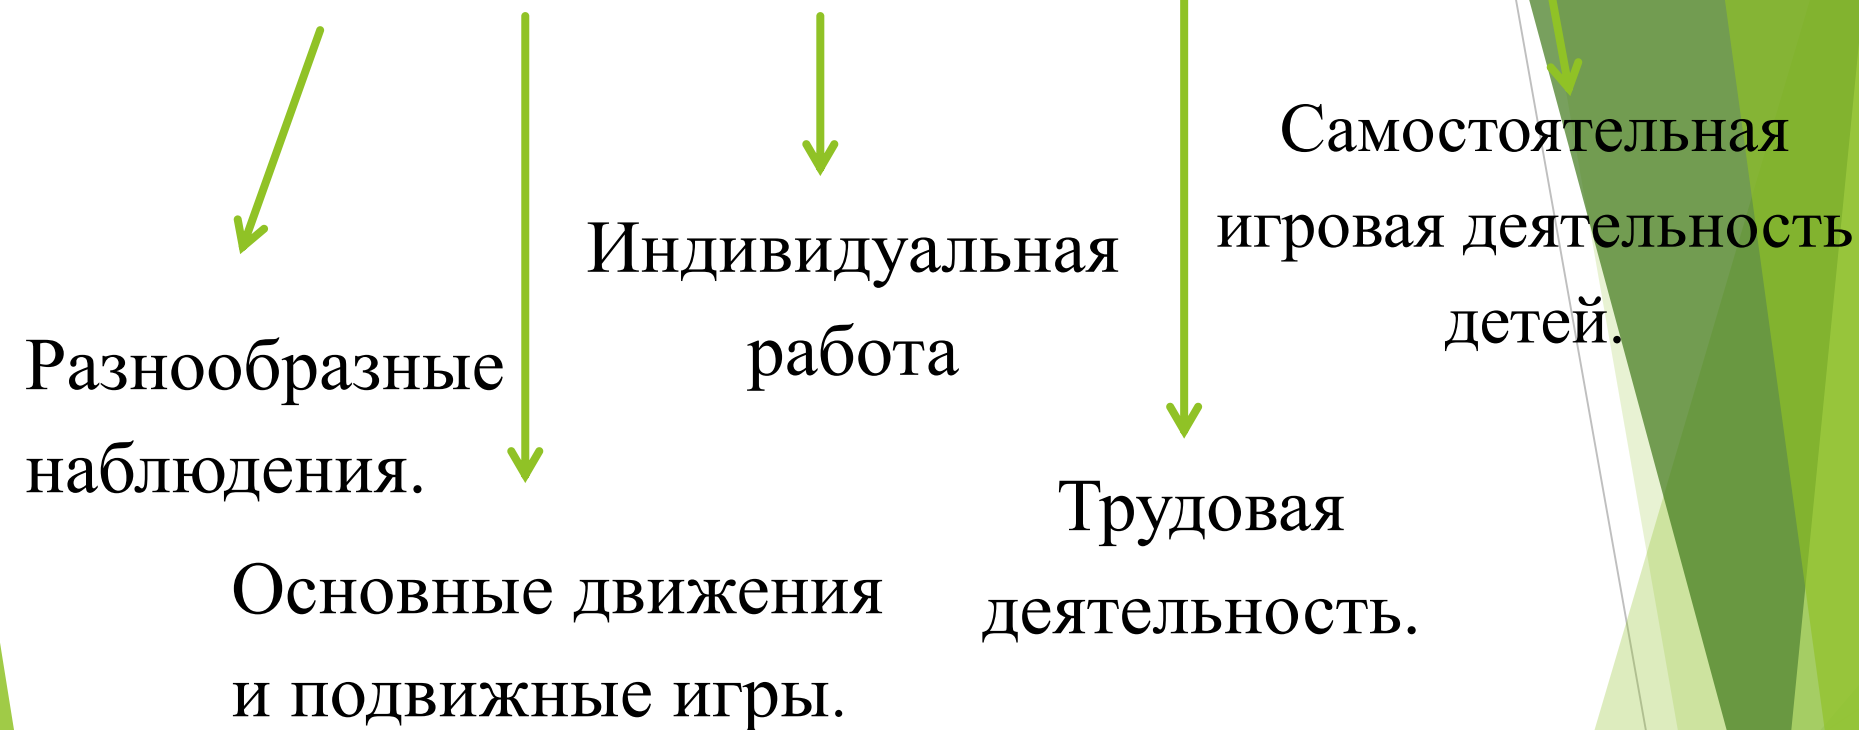 Разнообразные
наблюдения.
Основные движения
и подвижные игры.
Индивидуальная
работа
Трудовая
деятельность.
Самостоятельная
игровая деятельность
детей.